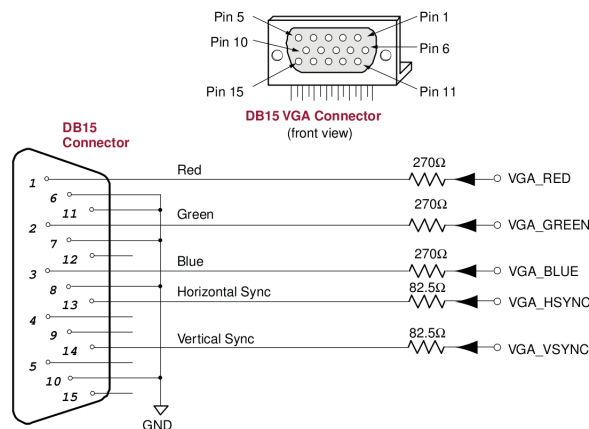 Pin 5
Pin 1
Pin 10
Pin 6
Pin 15
Pin 11
DB15 VGA Connector
(front view)
DB15
Connector
1
Red
270Ω
VGA_RED
6
11
2
Green
270Ω
VGA_GREEN
7
12
3
Blue
270Ω
VGA_BLUE
8
13
Horizontal Sync
82.5Ω
VGA_HSYNC
4
9
14
Vertical Sync
82.5Ω
VGA_VSYNC
5
10
15
GND